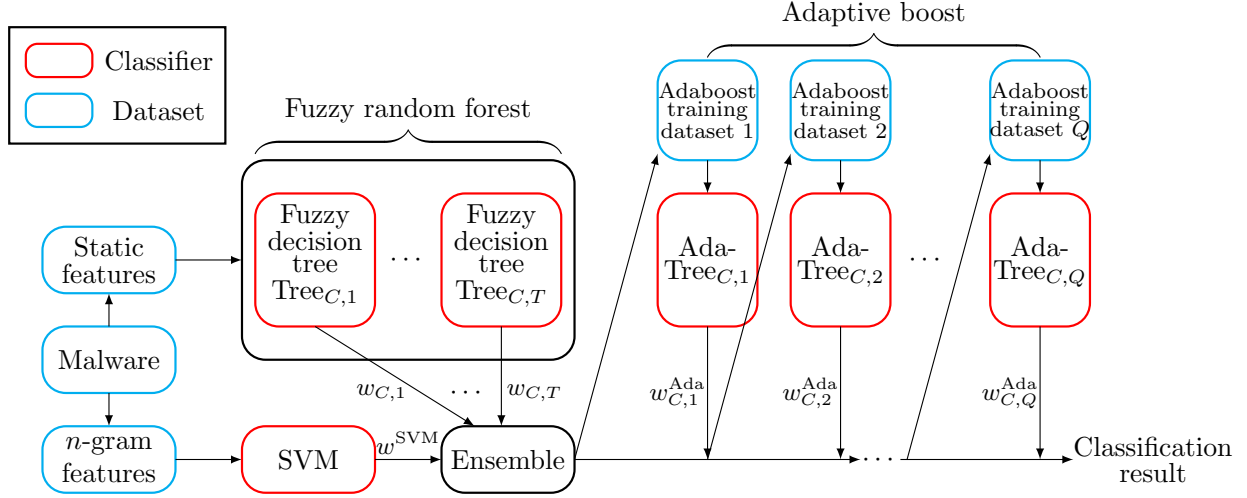 Adaptive boost
Classifier
Dataset
Fuzzy random forest
Adaboost
training
dataset 1
Adaboost
training
dataset 2
Adaboost
training
dataset Q
Fuzzy
decision
tree
Tree_{C,1}
···
Fuzzy
decision
tree
Tree_{C,T}
Ada-
Tree_{C,1}
Ada-
Tree_{C,2}
···
Ada-
Tree_{C,Q}
Static
features
Malware
n-gram
features
w_{C,1}
···
w_{C,T}
w^{Ada}_{C,1}
w^{Ada}_{C,2}
w^{Ada}_{C,Q}
SVM
w^{SVM}
Ensemble
···
Classification
result